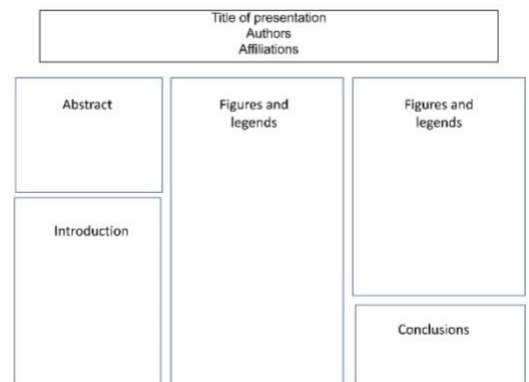 Title of presentation
Authors
Affiliations
Abstract
Introduction
Figures and
legends
Figures and
legends
Conclusions